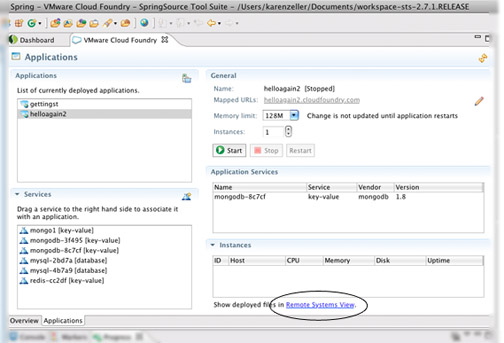 Spring - VMware Cloud Foundry - SpringSource Tool Suite - /Users/karenzeller/Documents/workspace-sts-2.7.1.RELEASE
Dashboard
VMware Cloud Foundry
Applications
Applications
List of currently deployed applications.
gettingst
helloagain2
Services
Drag a service to the right hand side to associate it
with an application.
mongo1 [key-value]
mongodb-3f495 [key-value]
mongodb-8c7cf [key-value]
mysql-2bd7a [database]
mysql-4b7a9 [database]
redis-cc2df [key-value]
General
Name: helloagain2 [Stopped]
Mapped URLs: helloagain2.cloudfoundry.com
Memory limit: 128M Change is not updated until application restarts
Instances: 1
Start Stop Restart
Application Services
Name Service Vendor Version
mongodb-8c7cf key-value mongodb 1.8
Instances
ID Host CPU Memory Disk Uptime
Show deployed files in Remote Systems View.
Overview Applications
Console Markers Progress